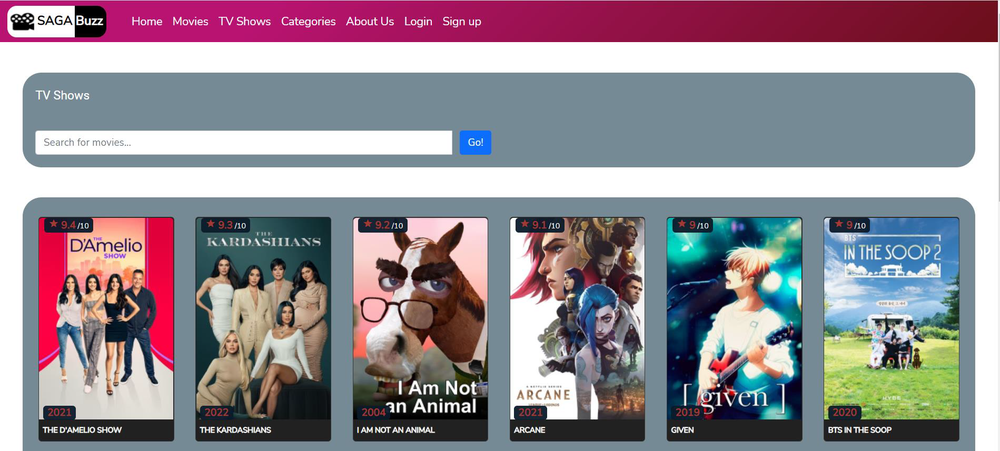 SAGA Buzz
Home Movies TV Shows Categories About Us Login Sign up
TV Shows
Search for movies...
Go!
9.4 /10
THE
D'Amelio
SHOW
2021
THE D'AMELIO SHOW
9.3 /10
THE
KARDASHIANS
2022
THE KARDASHIANS
9.2 /10
I Am Not
an Animal
2004
I AM NOT AN ANIMAL
9.1 /10
A NETFLIX SERIES
ARCANE
LEAGUE OF LEGENDS
2021
ARCANE
9 /10
[ given ]
2019
GIVEN
9 /10
BTS
IN THE SOOP 2
HYBE
2020
BTS IN THE SOOP